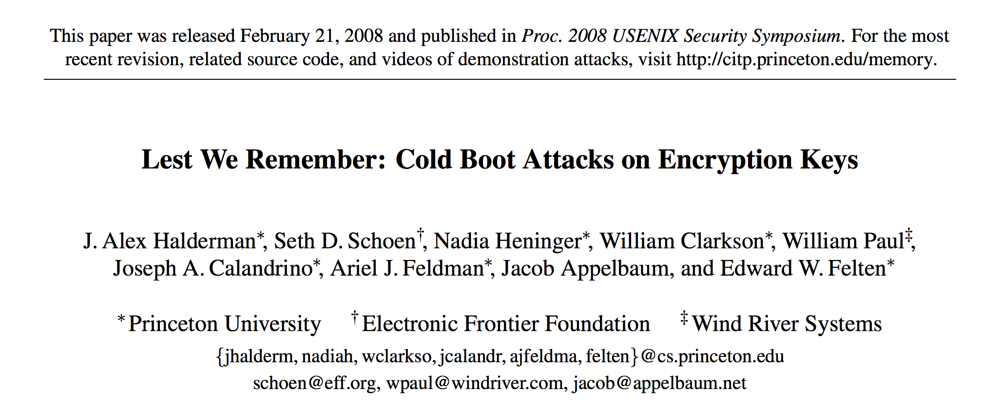 This paper was released February 21, 2008 and published in Proc. 2008 USENIX Security Symposium. For the most
recent revision, related source code, and videos of demonstration attacks, visit http://citp.princeton.edu/memory.
Lest We Remember: Cold Boot Attacks on Encryption Keys
J. Alex Halderman*, Seth D. Schoen†, Nadia Heninger*, William Clarkson*, William Paul‡,
Joseph A. Calandrino*, Ariel J. Feldman*, Jacob Appelbaum, and Edward W. Felten*
* Princeton University † Electronic Frontier Foundation ‡ Wind River Systems
{jhalderm, nadiah, wclarkso, jcalandr, ajfeldma, felten}@cs.princeton.edu
schoen@eff.org, wpaul@windriver.com, jacob@appelbaum.net